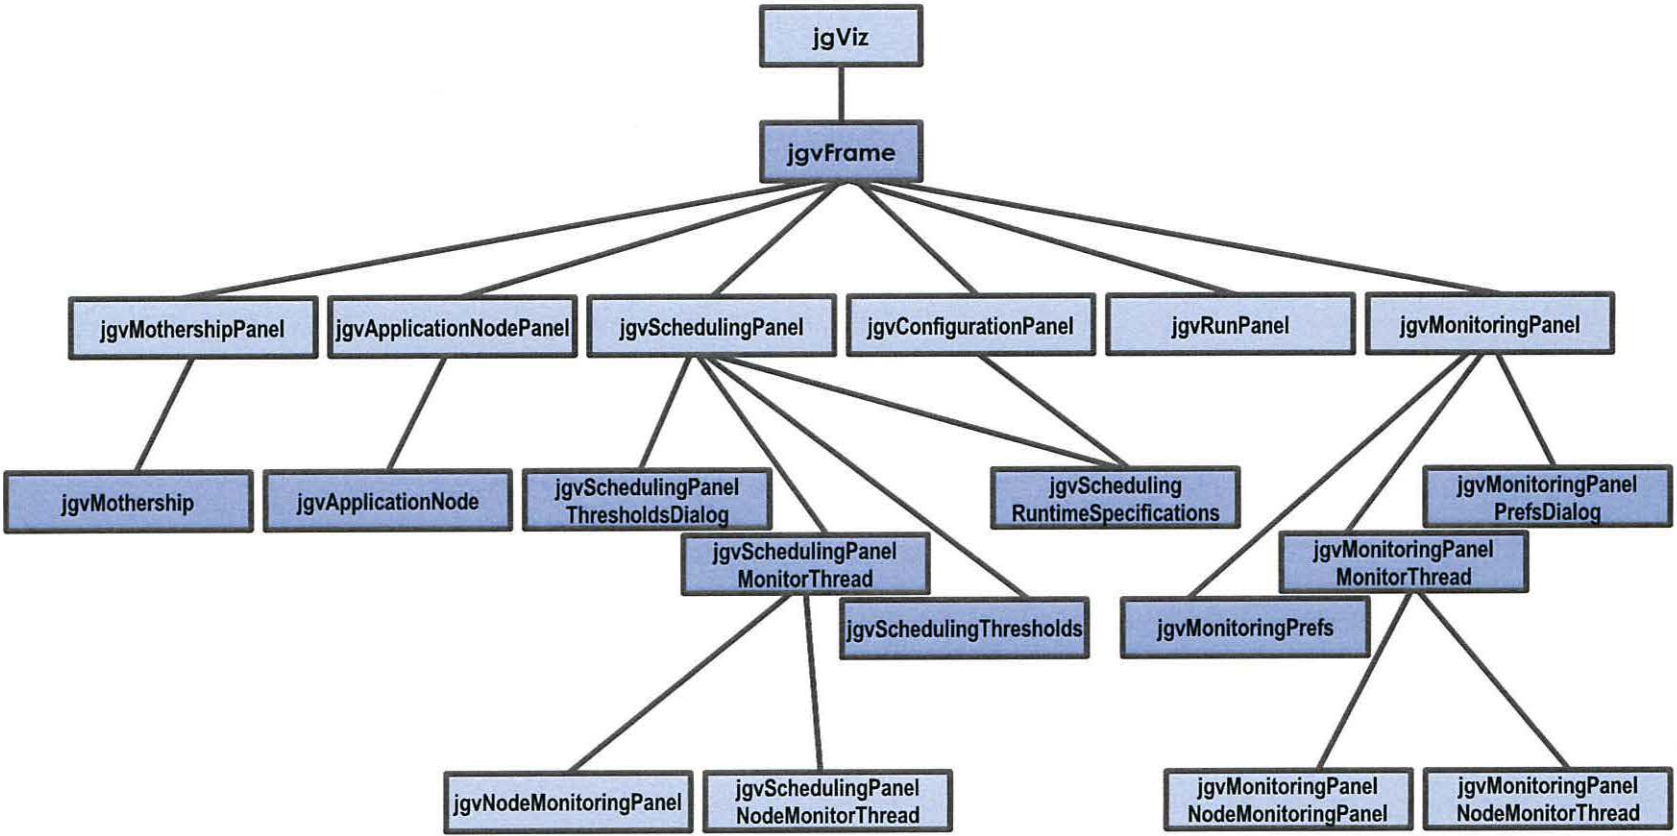 jgViz
jgvFrame
jgvMothershipPanel
jgvApplicationNodePanel
jgvSchedulingPanel
jgvConfigurationPanel
jgvRunPanel
jgvMonitoringPanel
jgvMothership
jgvApplicationNode
jgvSchedulingPanel
ThresholdsDialog
jgvScheduling
RuntimeSpecifications
jgvMonitoringPanel
PrefsDialog
jgvSchedulingPanel
MonitorThread
jgvMonitoringPanel
MonitorThread
jgvSchedulingThresholds
jgvMonitoringPrefs
jgvNodeMonitoringPanel
jgvSchedulingPanel
NodeMonitorThread
jgvMonitoringPanel
NodeMonitoringPanel
jgvMonitoringPanel
NodeMonitorThread